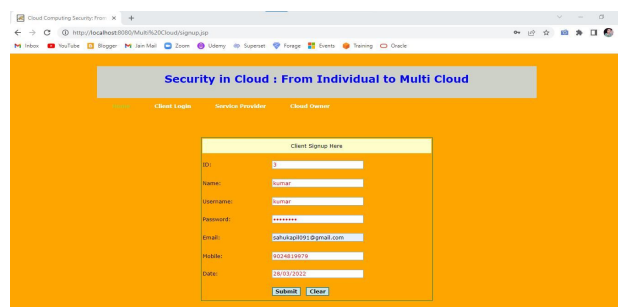 Cloud Computing Security: From
http://localhost:8080/Multi%20Cloud/signup.jsp
Inbox YouTube Blogger Jain Mail Zoom Udemy Superset Forage Events Training Oracle
Security in Cloud : From Individual to Multi Cloud
Client Login Service Provider Cloud Owner
Client Signup Here
ID: 3
Name: kumar
Username: kumar
Password: ••••••••
Email: sahukapil091@gmail.com
Mobile: 9024819979
Date: 28/03/2022
Submit Clear